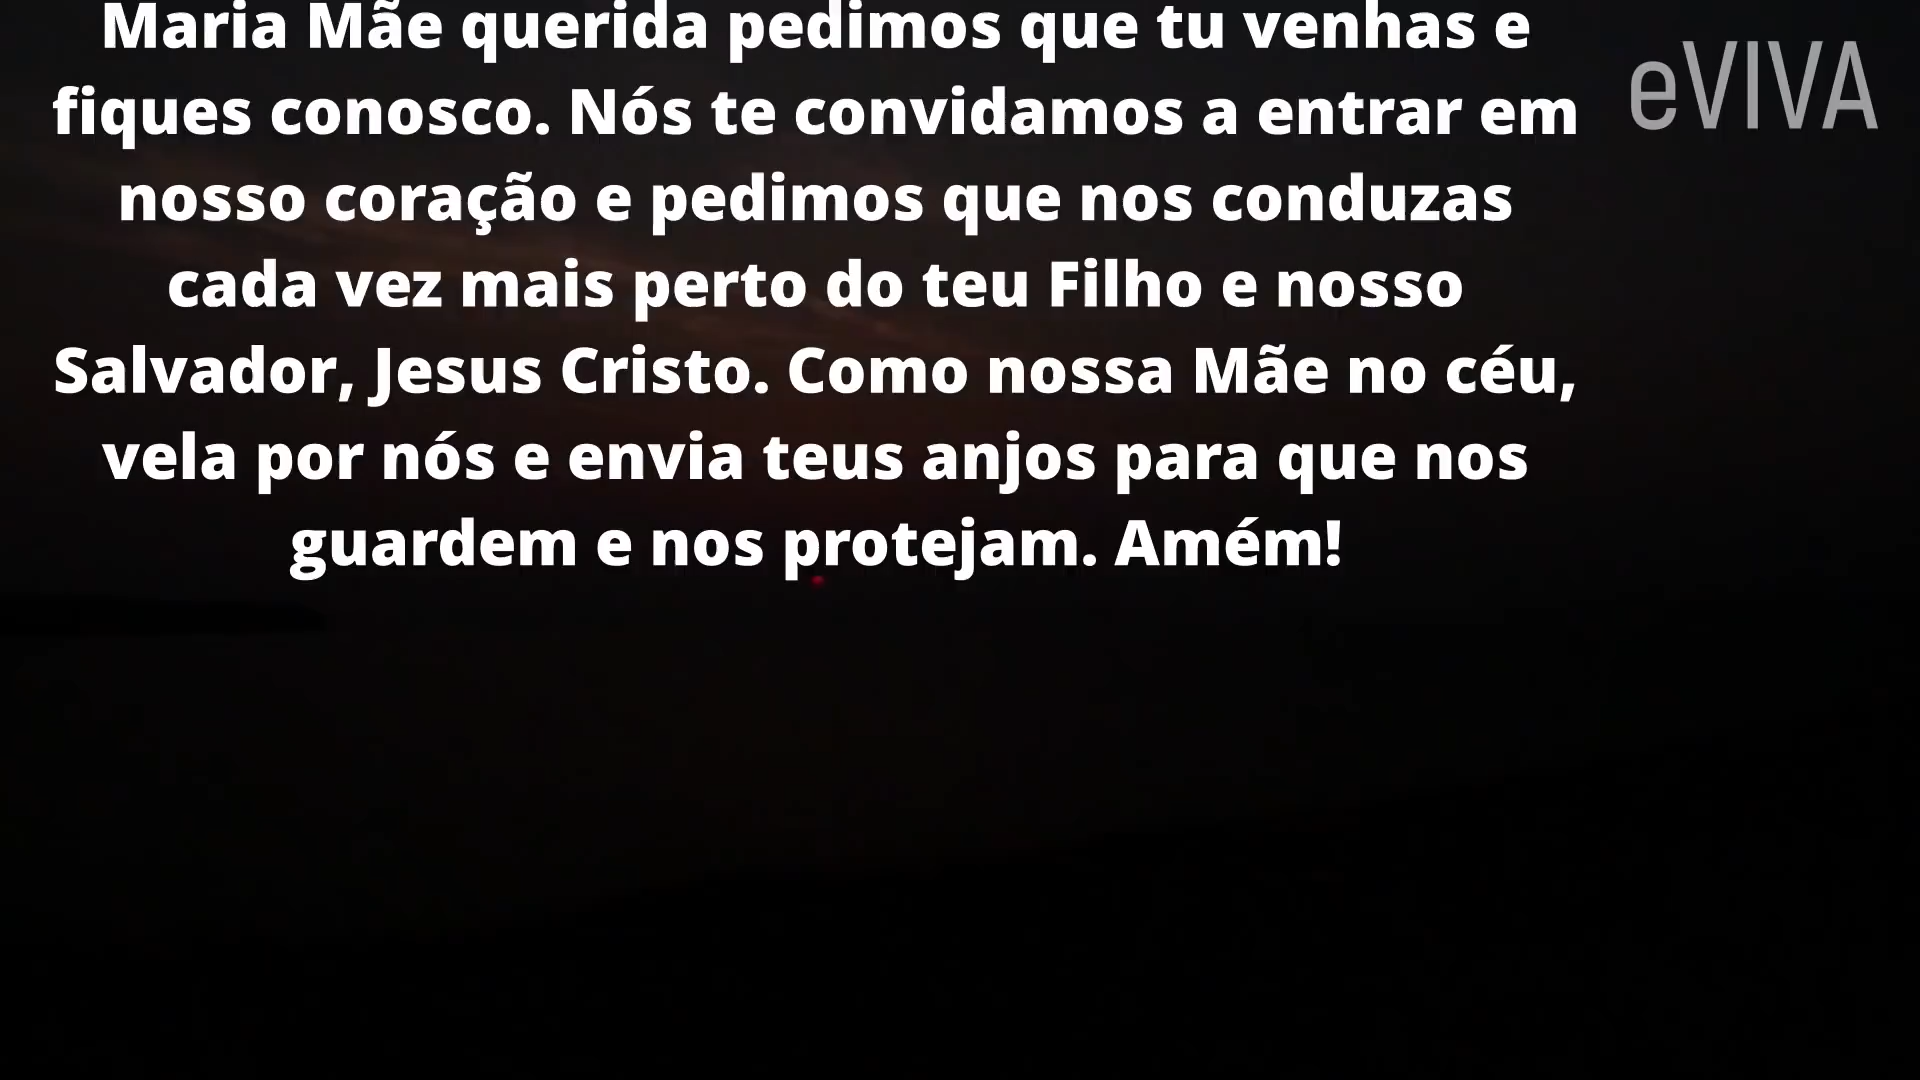 Maria Mãe querida pedimos que tu venhas e
fiques conosco. Nós te convidamos a entrar em
nosso coração e pedimos que nos conduzas
cada vez mais perto do teu Filho e nosso
Salvador, Jesus Cristo. Como nossa Mãe no céu,
vela por nós e envia teus anjos para que nos
guardem e nos protejam. Amém!
eVIVA